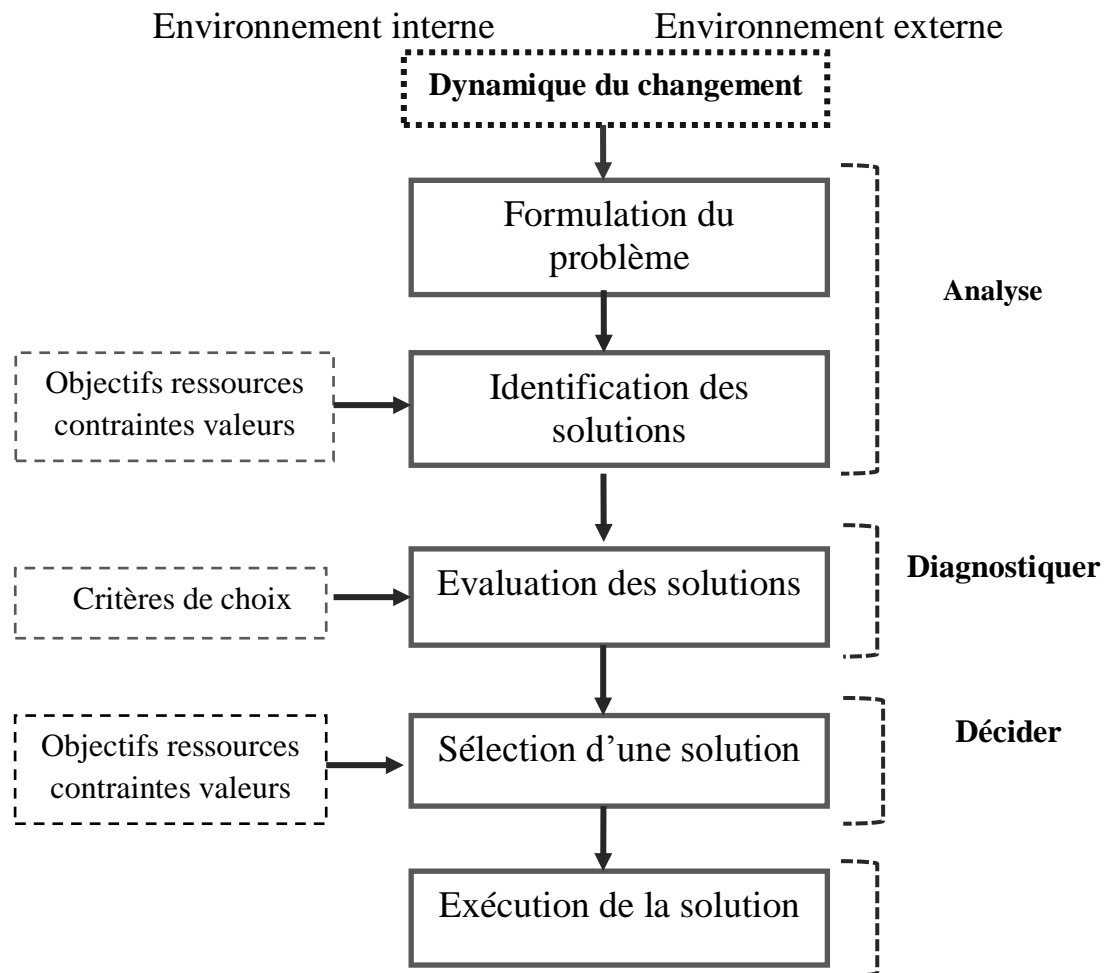 Environnement interne Environnement externe
Dynamique du changement
Formulation du
problème
Analyse
Objectifs ressources
contraintes valeurs
Identification des
solutions
Critères de choix
Evaluation des solutions
Diagnostiquer
Objectifs ressources
contraintes valeurs
Sélection d’une solution
Décider
Exécution de la solution